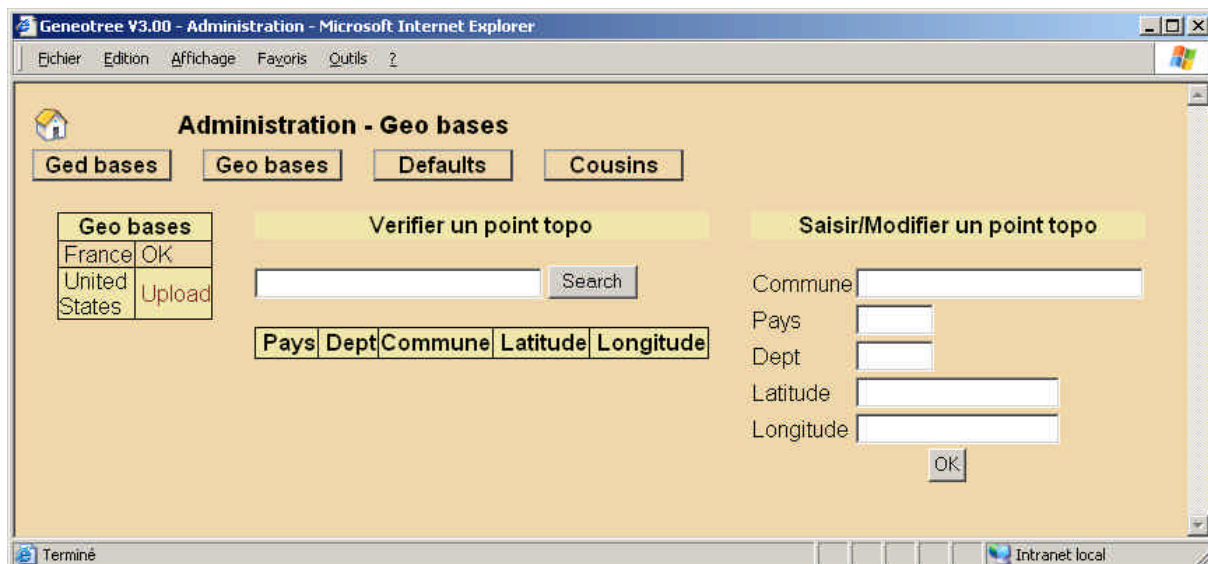 Geneotree V3.00 - Administration - Microsoft Internet Explorer
Fichier Edition Affichage Favoris Outils ?
Administration - Geo bases
Ged bases Geo bases Defaults Cousins
Geo bases
France OK
United States Upload
Verifier un point topo
Search
Pays Dept Commune Latitude Longitude
Saisir/Modifier un point topo
Commune
Pays
Dept
Latitude
Longitude
OK
Terminé Intranet local